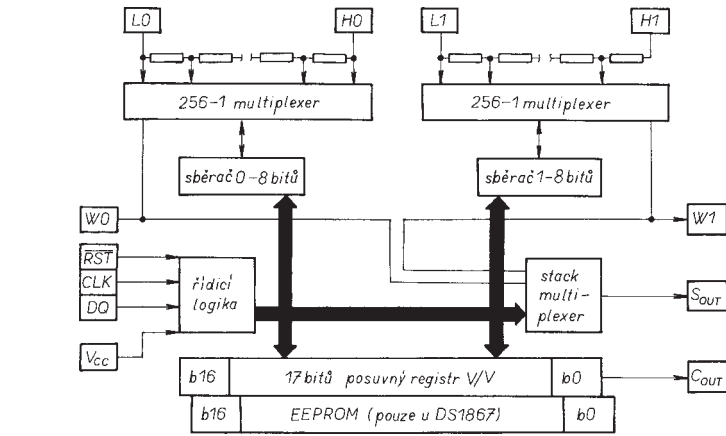 L0 H0 L1 H1
256-1 multiplexer 256-1 multiplexer
sběrač 0-8 bitů sběrač 1-8 bitů
W0 W1
RST
CLK
DQ
řídicí
logika
stack
multi-
plexer
SOUT
VCC
b16 17 bitů posuvný registr V/V b0 COUT
b16 EEPROM (pouze u DS1867) b0